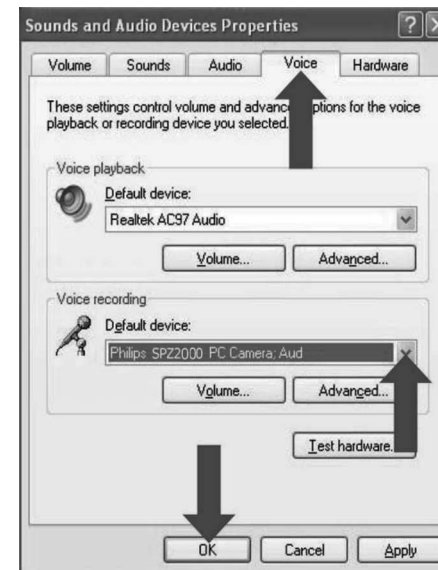 Sounds and Audio Devices Properties
Volume Sounds Audio Voice Hardware
These settings control volume and advanced options for the voice
playback or recording device you selected.
Voice playback
Default device:
Realtek AC97 Audio
Volume... Advanced...
Voice recording
Default device:
Philips SPZ2000 PC Camera; Aud
Volume... Advanced...
Test hardware...
OK Cancel Apply